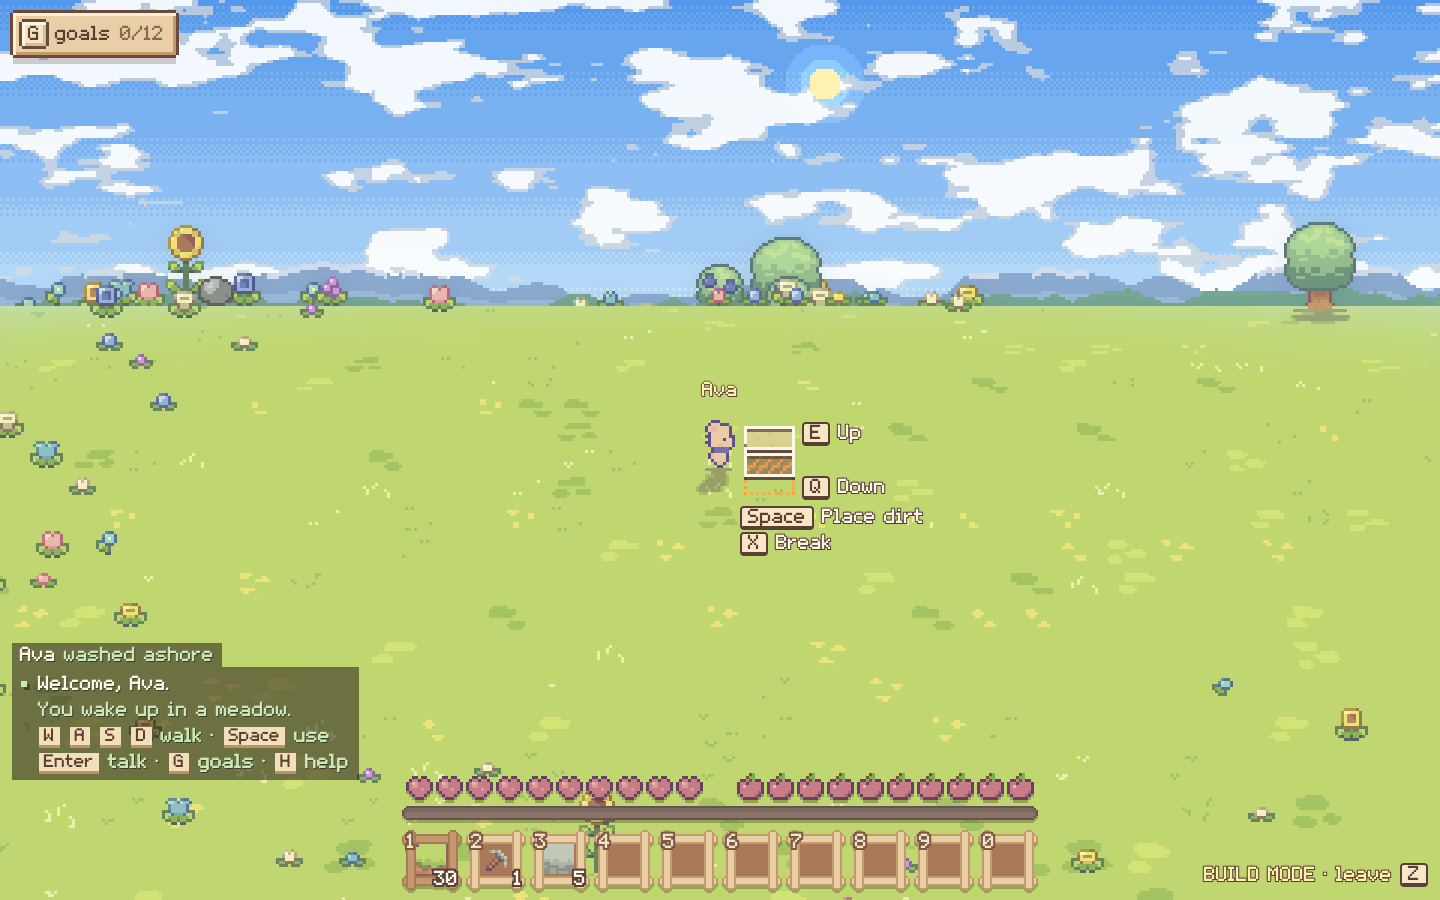 G goals 0/12
Ava
E Up
Q Down
Space Place dirt
X Break
Ava washed ashore
Welcome, Ava.
You wake up in a meadow.
W A S D walk · Space use
Enter talk · G goals · H help
1 2 3 4 5 6 7 8 9 0
30 1 5
BUILD MODE · leave Z